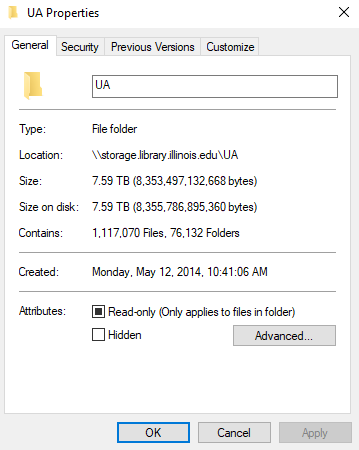 UA Properties
General Security Previous Versions Customize
UA
Type: File folder
Location: \\storage.library.illinois.edu\UA
Size: 7.59 TB (8,353,497,132,668 bytes)
Size on disk: 7.59 TB (8,355,786,895,360 bytes)
Contains: 1,117,070 Files, 76,132 Folders
Created: Monday, May 12, 2014, 10:41:06 AM
Attributes: Read-only (Only applies to files in folder)
Hidden Advanced...
OK Cancel Apply